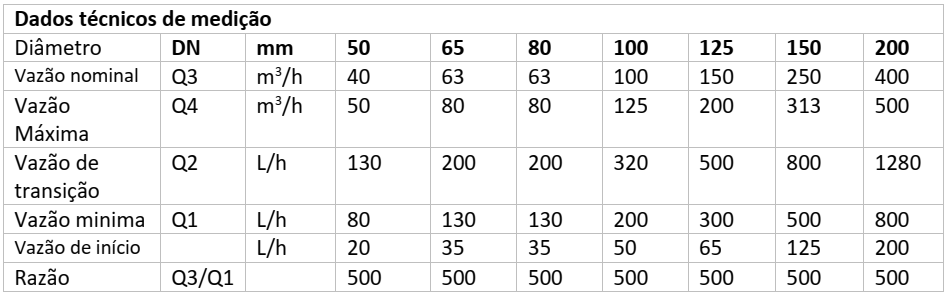 Dados técnicos de medição
Diâmetro DN mm 50 65 80 100 125 150 200
Vazão nominal Q3 m³/h 40 63 63 100 150 250 400
Vazão Q4 m³/h 50 80 80 125 200 313 500
Máxima
Vazão de Q2 L/h 130 200 200 320 500 800 1280
transição
Vazão minima Q1 L/h 80 130 130 200 300 500 800
Vazão de início L/h 20 35 35 50 65 125 200
Razão Q3/Q1 500 500 500 500 500 500 500